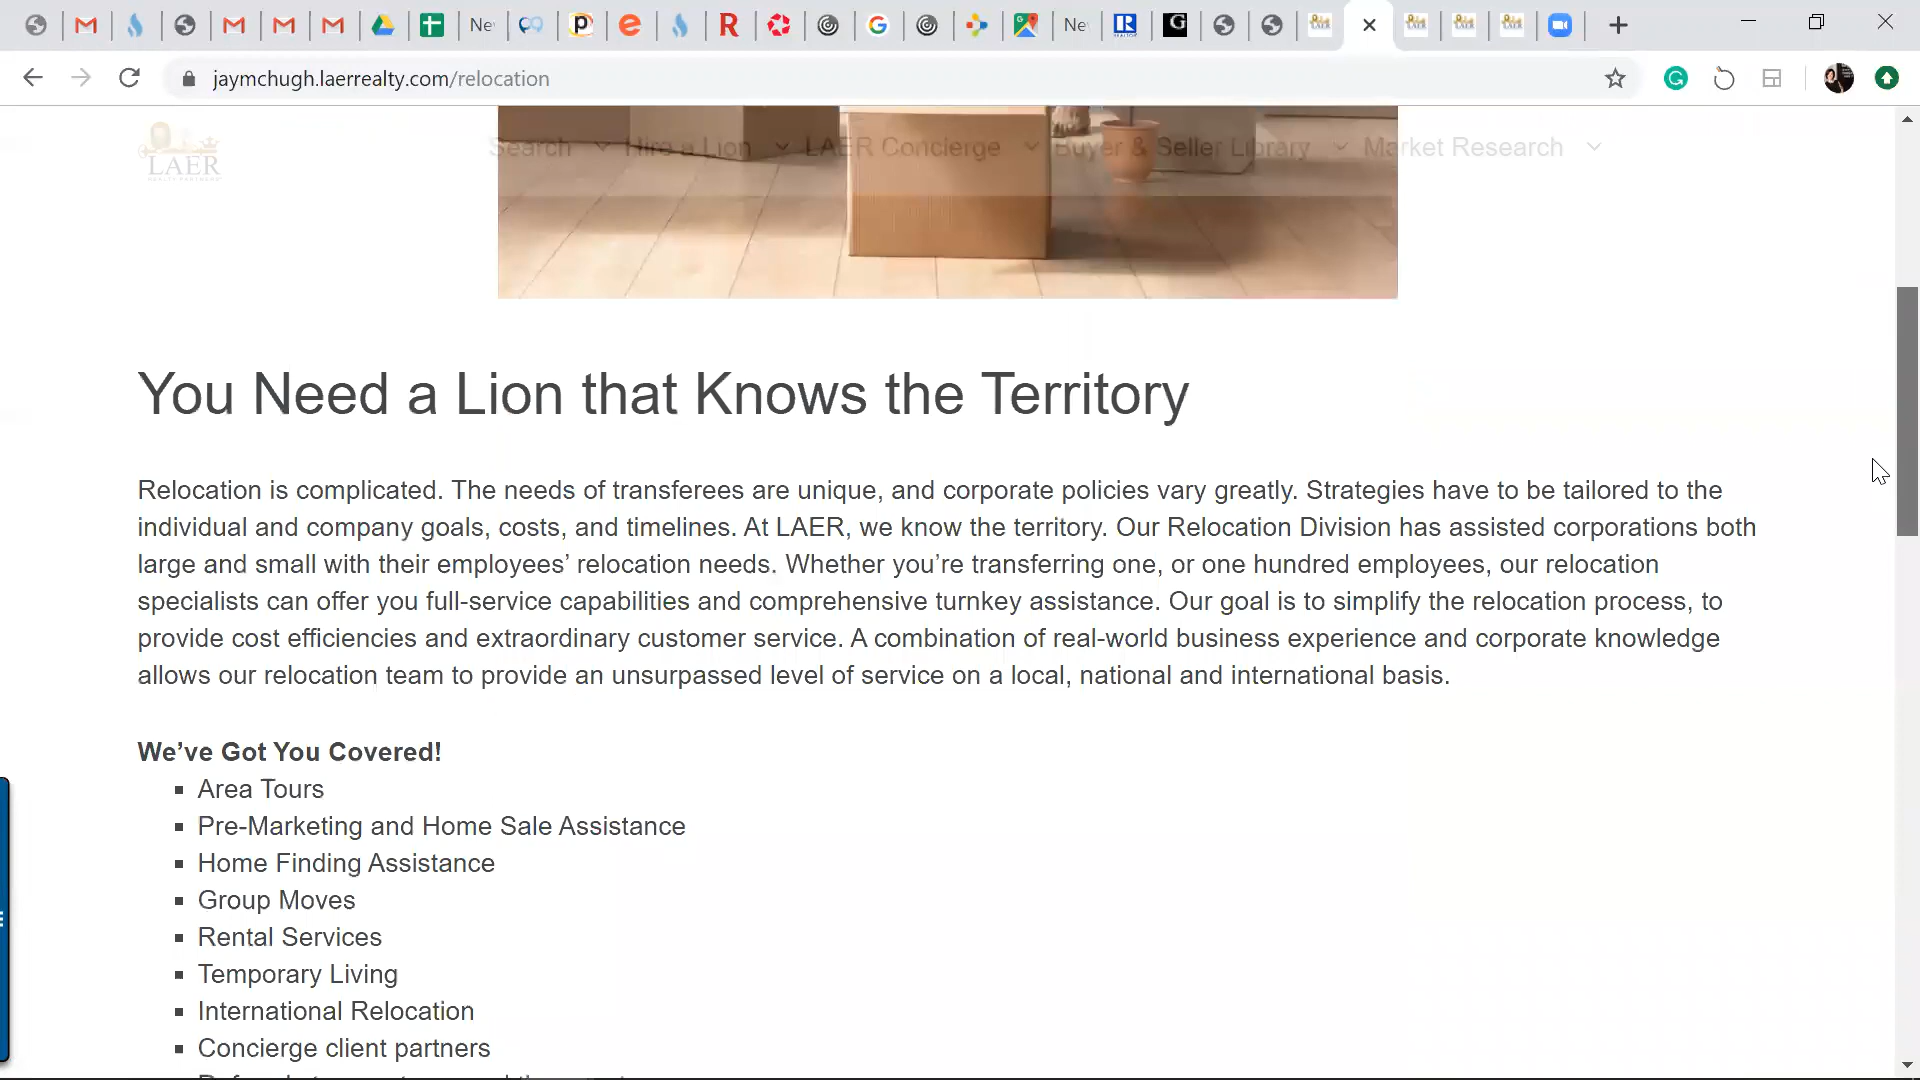 Ne
Ne
jaymchugh.laerrealty.com/relocation
LAER
Search
Hire a Lion
LAER Concierge
Buyer & Seller Library
Market Research
You Need a Lion that Knows the Territory
Relocation is complicated. The needs of transferees are unique, and corporate policies vary greatly. Strategies have to be tailored to the
individual and company goals, costs, and timelines. At LAER, we know the territory. Our Relocation Division has assisted corporations both
large and small with their employees’ relocation needs. Whether you’re transferring one, or one hundred employees, our relocation
specialists can offer you full-service capabilities and comprehensive turnkey assistance. Our goal is to simplify the relocation process, to
provide cost efficiencies and extraordinary customer service. A combination of real-world business experience and corporate knowledge
allows our relocation team to provide an unsurpassed level of service on a local, national and international basis.
We’ve Got You Covered!
▪ Area Tours
▪ Pre-Marketing and Home Sale Assistance
▪ Home Finding Assistance
▪ Group Moves
▪ Rental Services
▪ Temporary Living
▪ International Relocation
▪ Concierge client partners